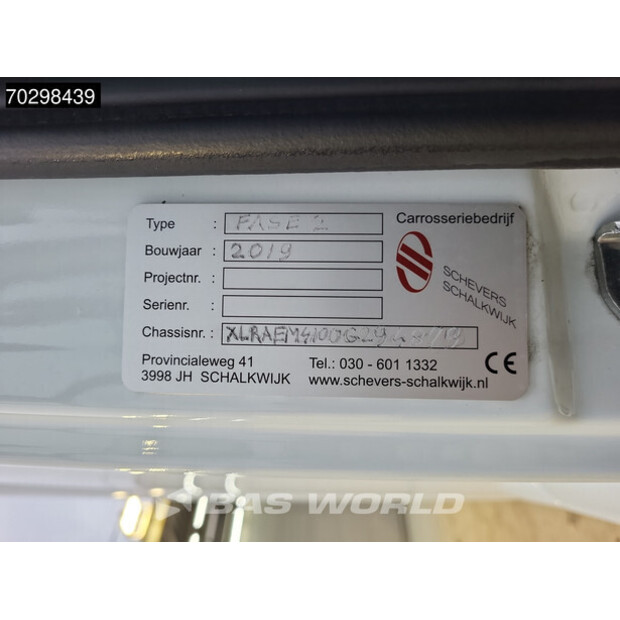 70298439
Type : FASE 2
Carrosseriebedrijf
Bouwjaar : 2019
SCHEVERS
SCHALKWIJK
Projectnr. :
Serienr. :
Chassisnr. :
Provincialeweg 41
Tel.: 030 - 601 1332
3998 JH SCHALKWIJK
www.schevers-schalkwijk.nl
CE
BAS WORLD